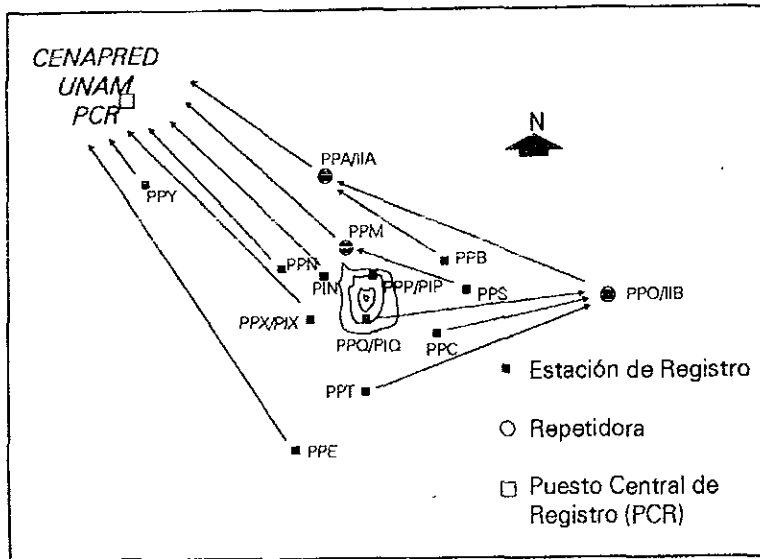 CENAPRED
UNAM
PCR
N
PPA/IIA
PPY
PPM
PPB
PPN
PIN
PPP/PIP
PPS
PPO/IIB
PPX/PIX
PPQ/PIQ
PPC
PPT
PPE
Estación de Registro
Repetidora
Puesto Central de
Registro (PCR)